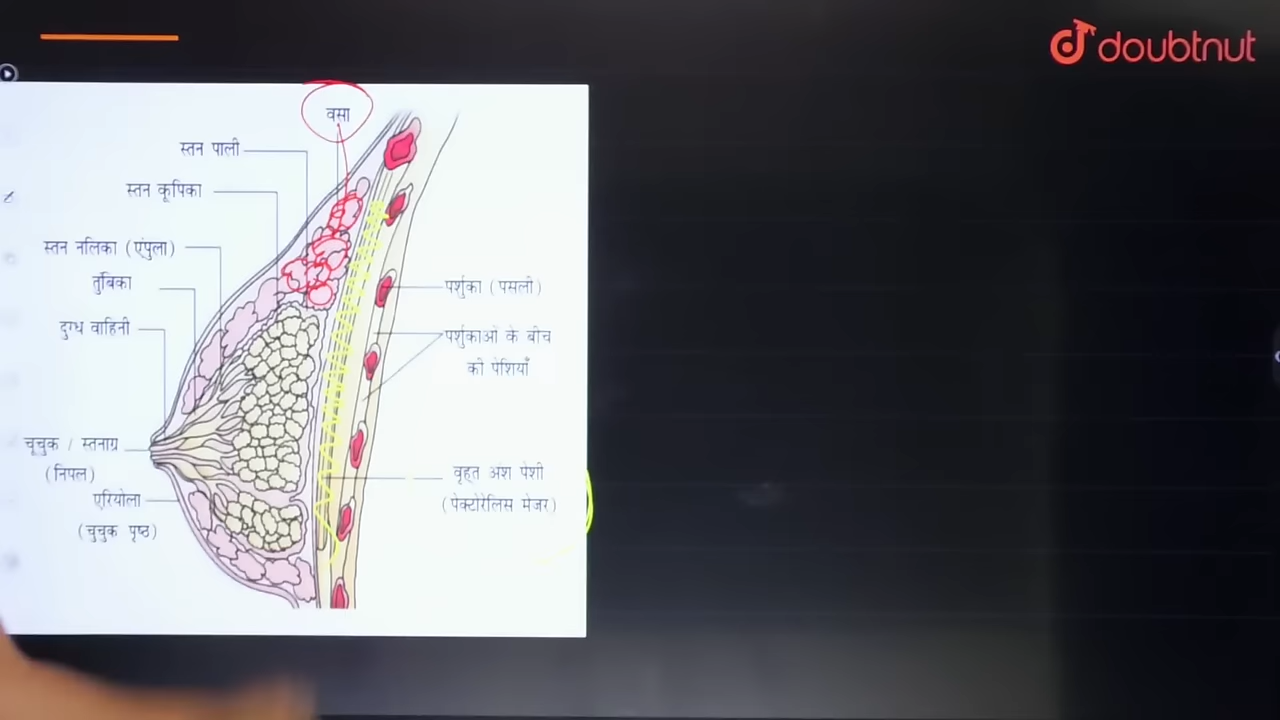 doubtnut
वसा
स्तन पाली
स्तन कूपिका
स्तन नलिका (एंपुला)
तुंबिका
दुग्ध वाहिनी
चूचुक / स्तनाग्र
(निपल)
एरियोला
(चुचुक पृष्ठ)
पर्शुका (पसली)
पर्शुकाओं के बीच
की पेशियाँ
वृहत अंश पेशी
(पेक्टोरेलिस मेजर)